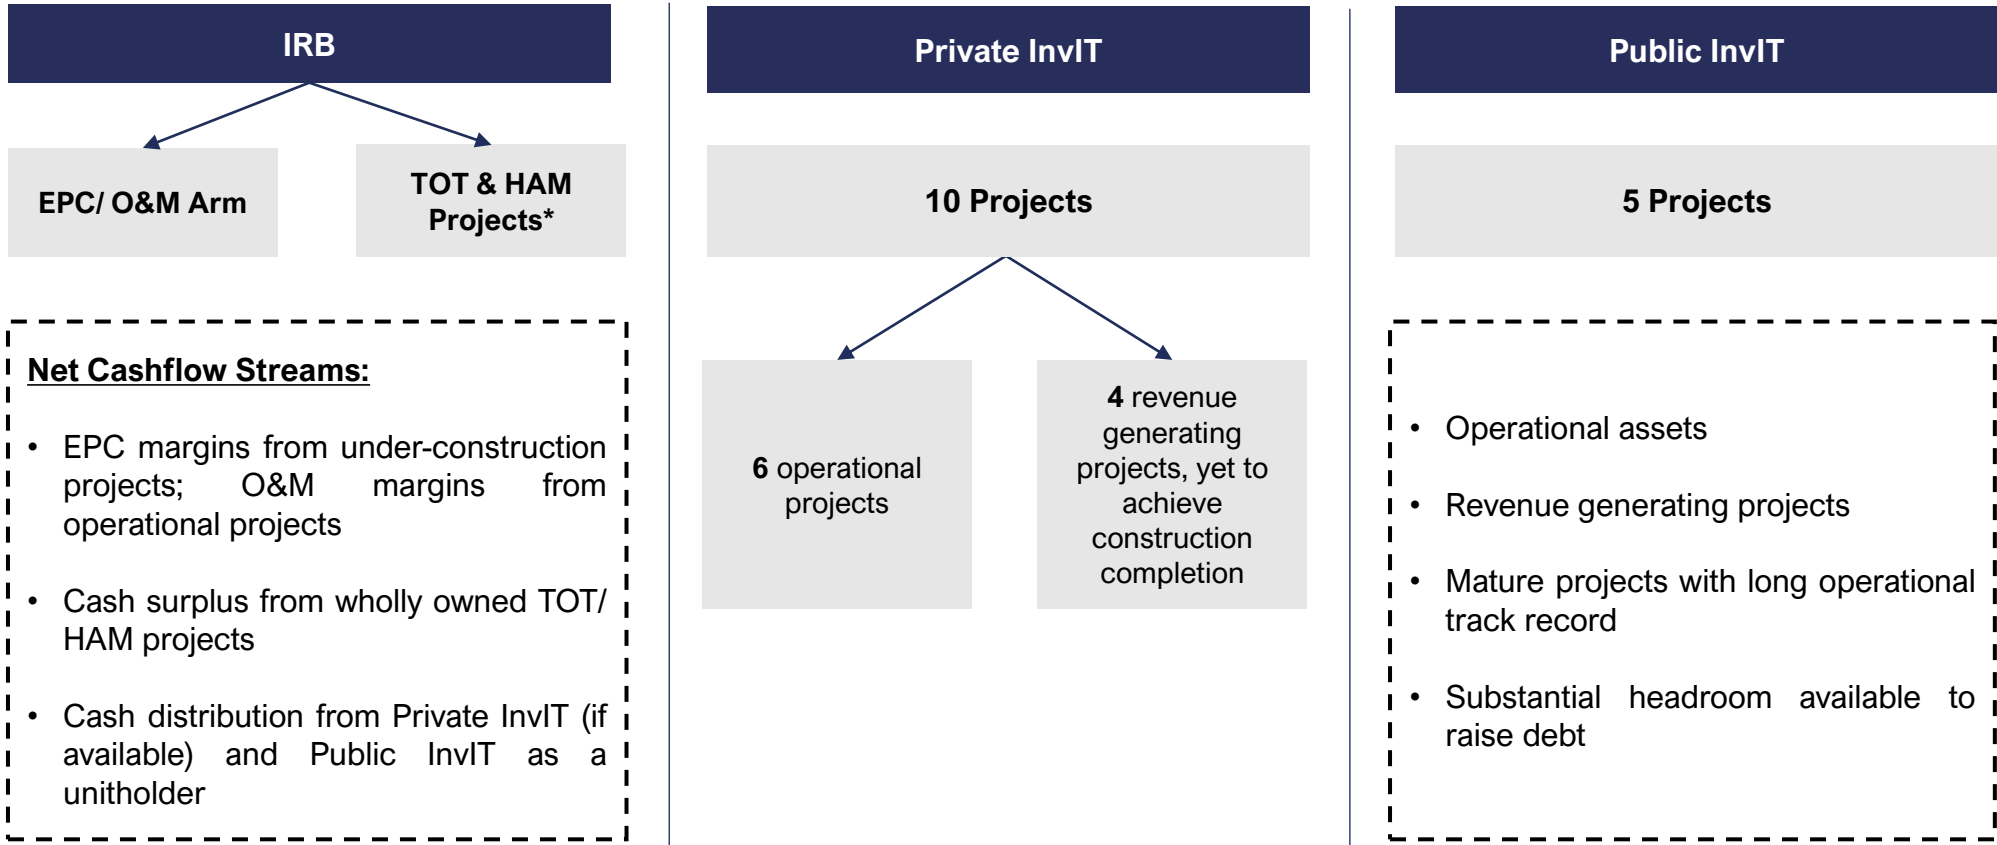 IRB
EPC/ O&M Arm
TOT & HAM
Projects*
Net Cashflow Streams:
• EPC margins from under-construction
projects; O&M margins from
operational projects
• Cash surplus from wholly owned TOT/
HAM projects
• Cash distribution from Private InvIT (if
available) and Public InvIT as a
unitholder
Private InvIT
10 Projects
6 operational
projects
4 revenue
generating
projects, yet to
achieve
construction
completion
Public InvIT
5 Projects
• Operational assets
• Revenue generating projects
• Mature projects with long operational
track record
• Substantial headroom available to
raise debt